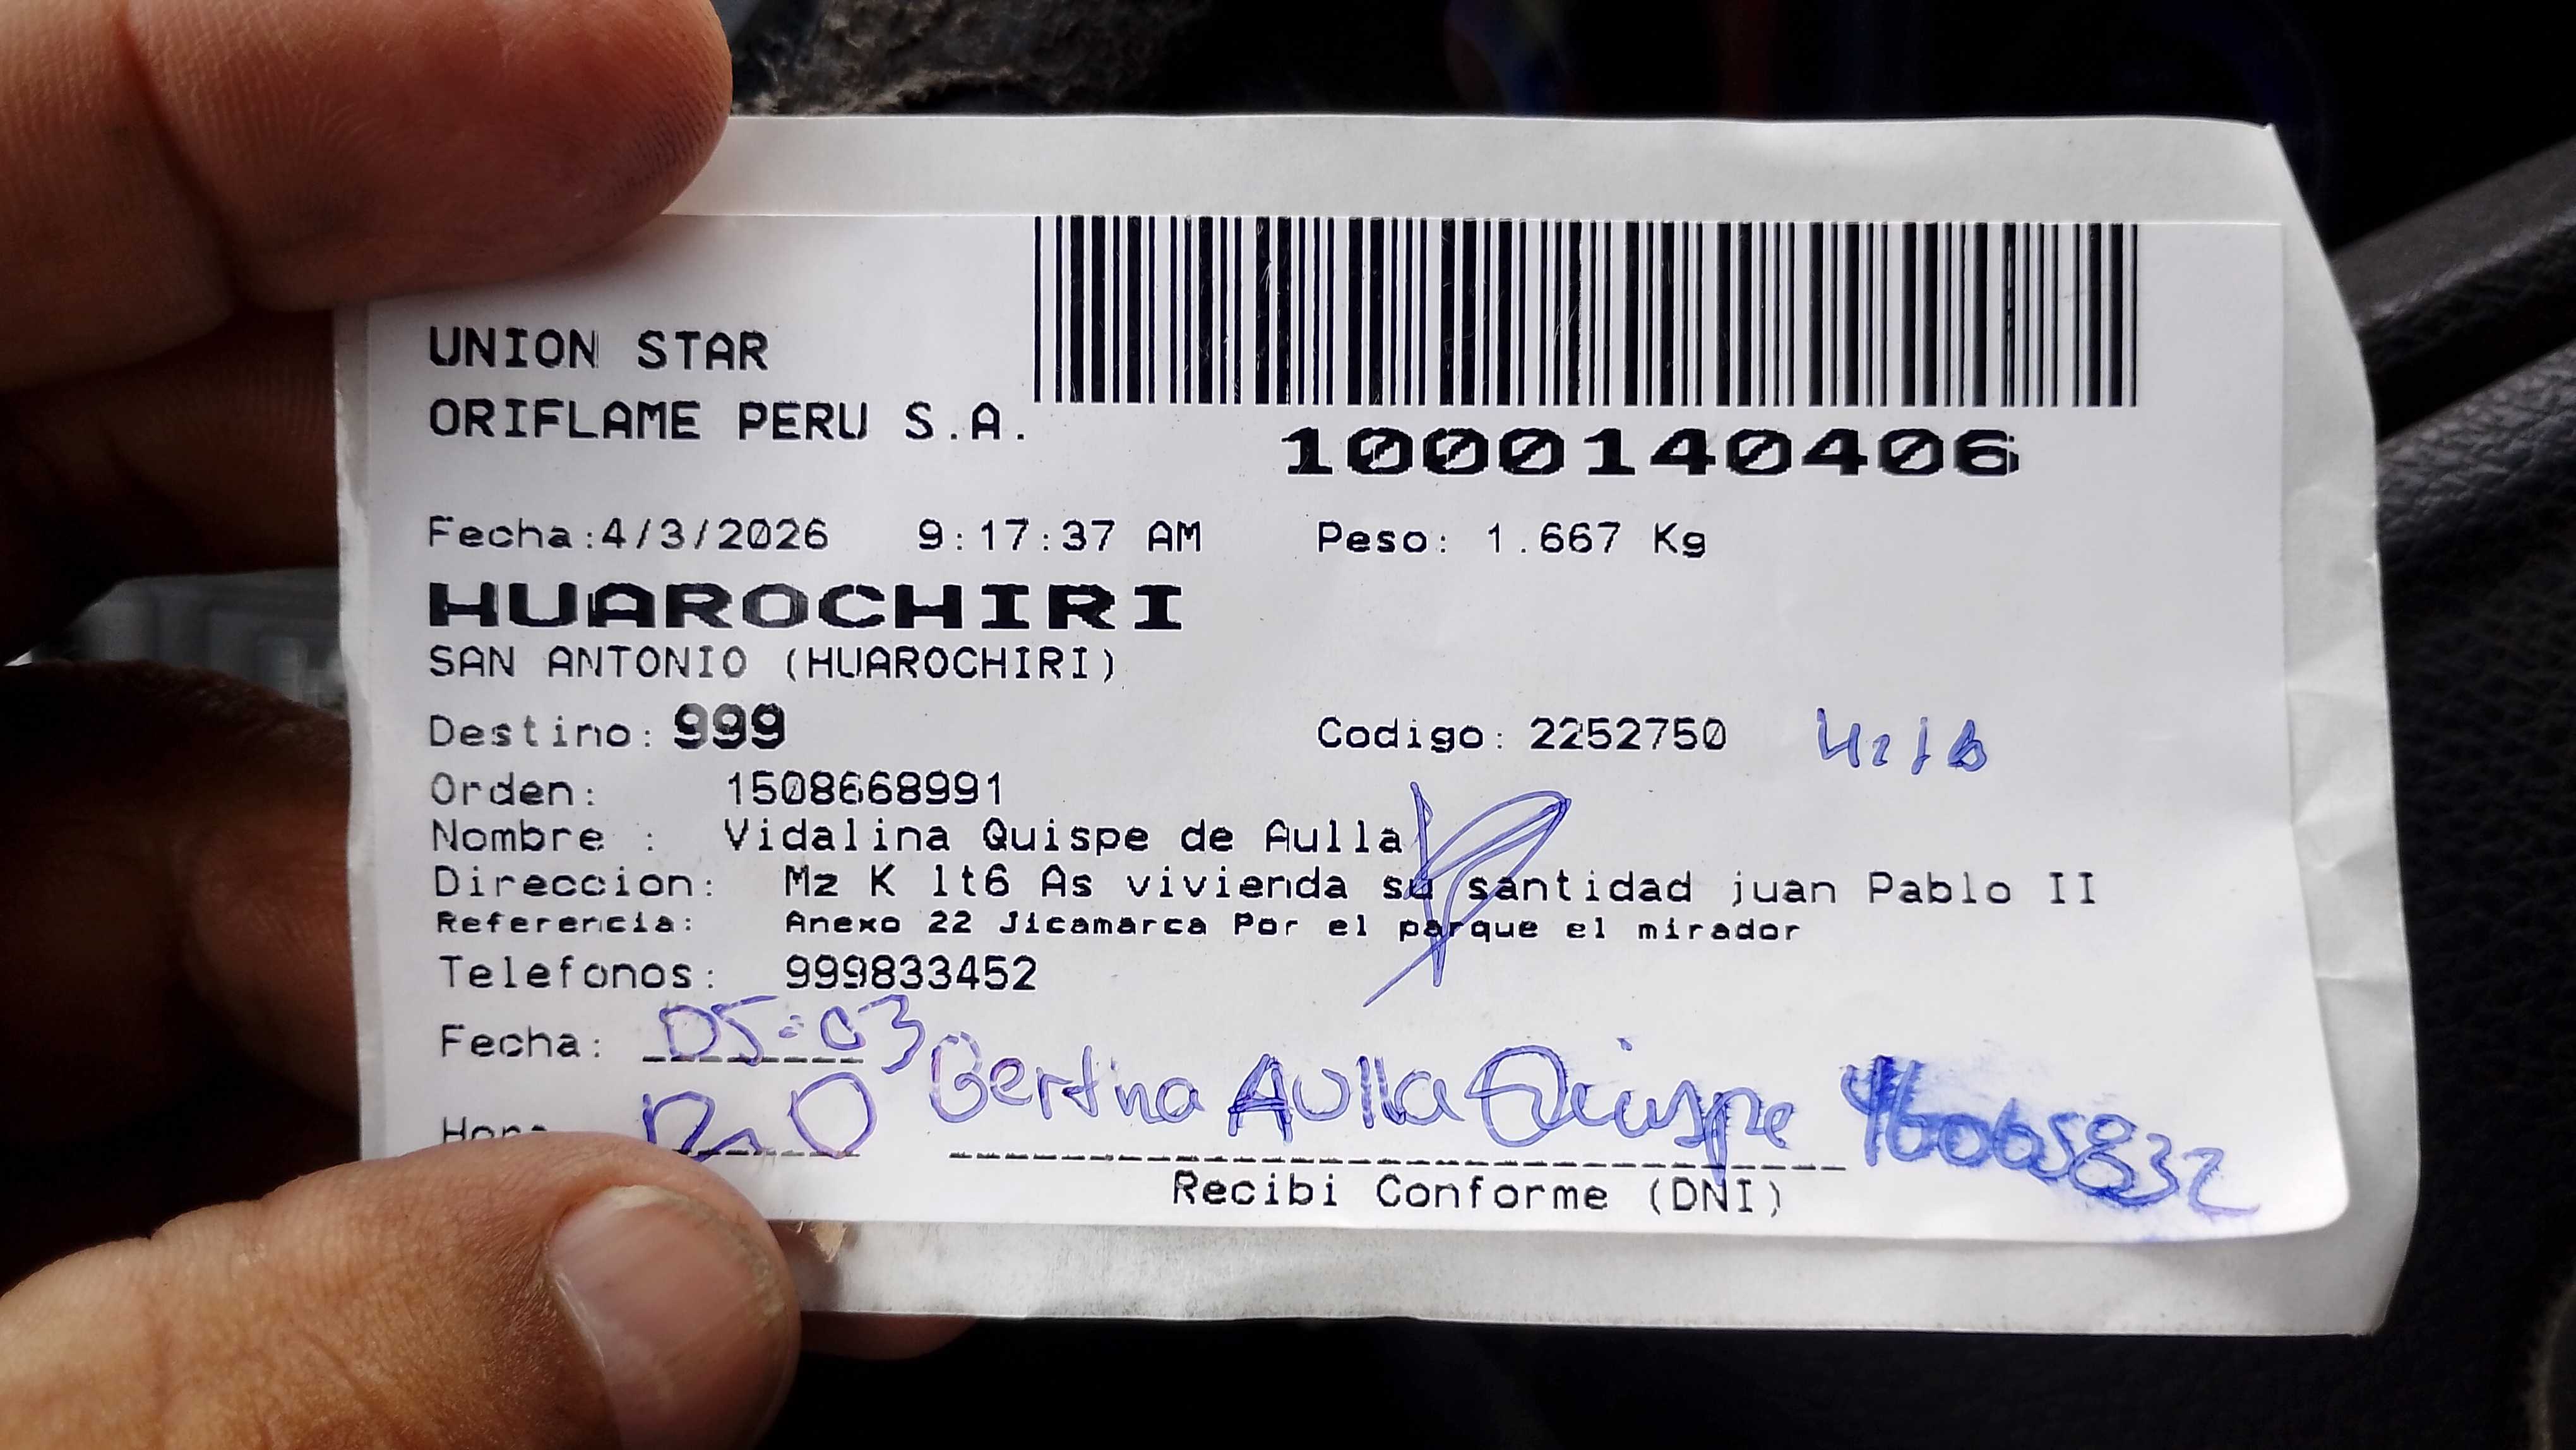 UNION STAR
ORIFLAME PERU S.A.
1000140406
Fecha:4/3/2026 9:17:37 AM Peso: 1.667 Kg
HUAROCHIRI
SAN ANTONIO (HUAROCHIRI)
Destino: 999 Codigo: 2252750
Orden: 1508668991
Nombre : Vidalina Quispe de Aulla
Direccion: Mz K lt6 As vivienda su santidad juan Pablo II
Referencia: Anexo 22 Jicamarca Por el parque el mirador
Telefonos: 999833452
Fecha: 05-03
Hora Bertina Aulla Quispe 46065832
Recibi Conforme (DNI)